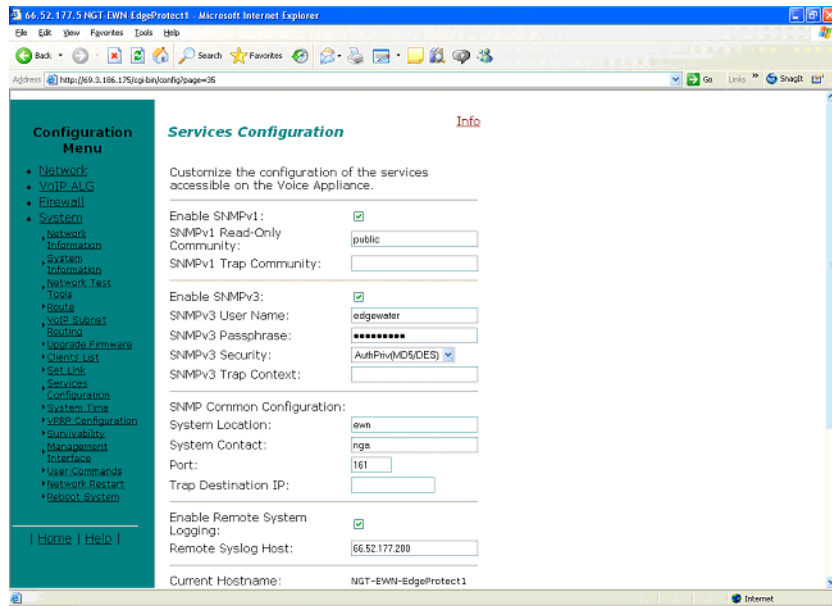 66.52.177.5 NGT-EWN-EdgeProtect1 - Microsoft Internet Explorer
File Edit View Favorites Tools Help
Back Search Favorites
Address http://69.3.186.175/cgi-bin/config?page=35 Go Links SnagIt
Configuration Menu
Network
VoIP ALG
Firewall
System
Network Information
System Information
Network Test Tools
Route
VoIP Subnet Routing
Upgrade Firmware
Clients List
Set Link
Services Configuration
System Time
VRRP Configuration
Survivability
Management Interface
User Commands
Network Restart
Reboot System
| Home | Help |
Info
Services Configuration
Customize the configuration of the services
accessible on the Voice Appliance.
Enable SNMPv1:
SNMPv1 Read-Only
Community: public
SNMPv1 Trap Community:
Enable SNMPv3:
SNMPv3 User Name: edgewater
SNMPv3 Passphrase: •••••••••
SNMPv3 Security: AuthPriv(MD5/DES)
SNMPv3 Trap Context:
SNMP Common Configuration:
System Location: ewn
System Contact: nga
Port: 161
Trap Destination IP:
Enable Remote System
Logging:
Remote Syslog Host: 66.52.177.200
Current Hostname: NGT-EWN-EdgeProtect1
Internet